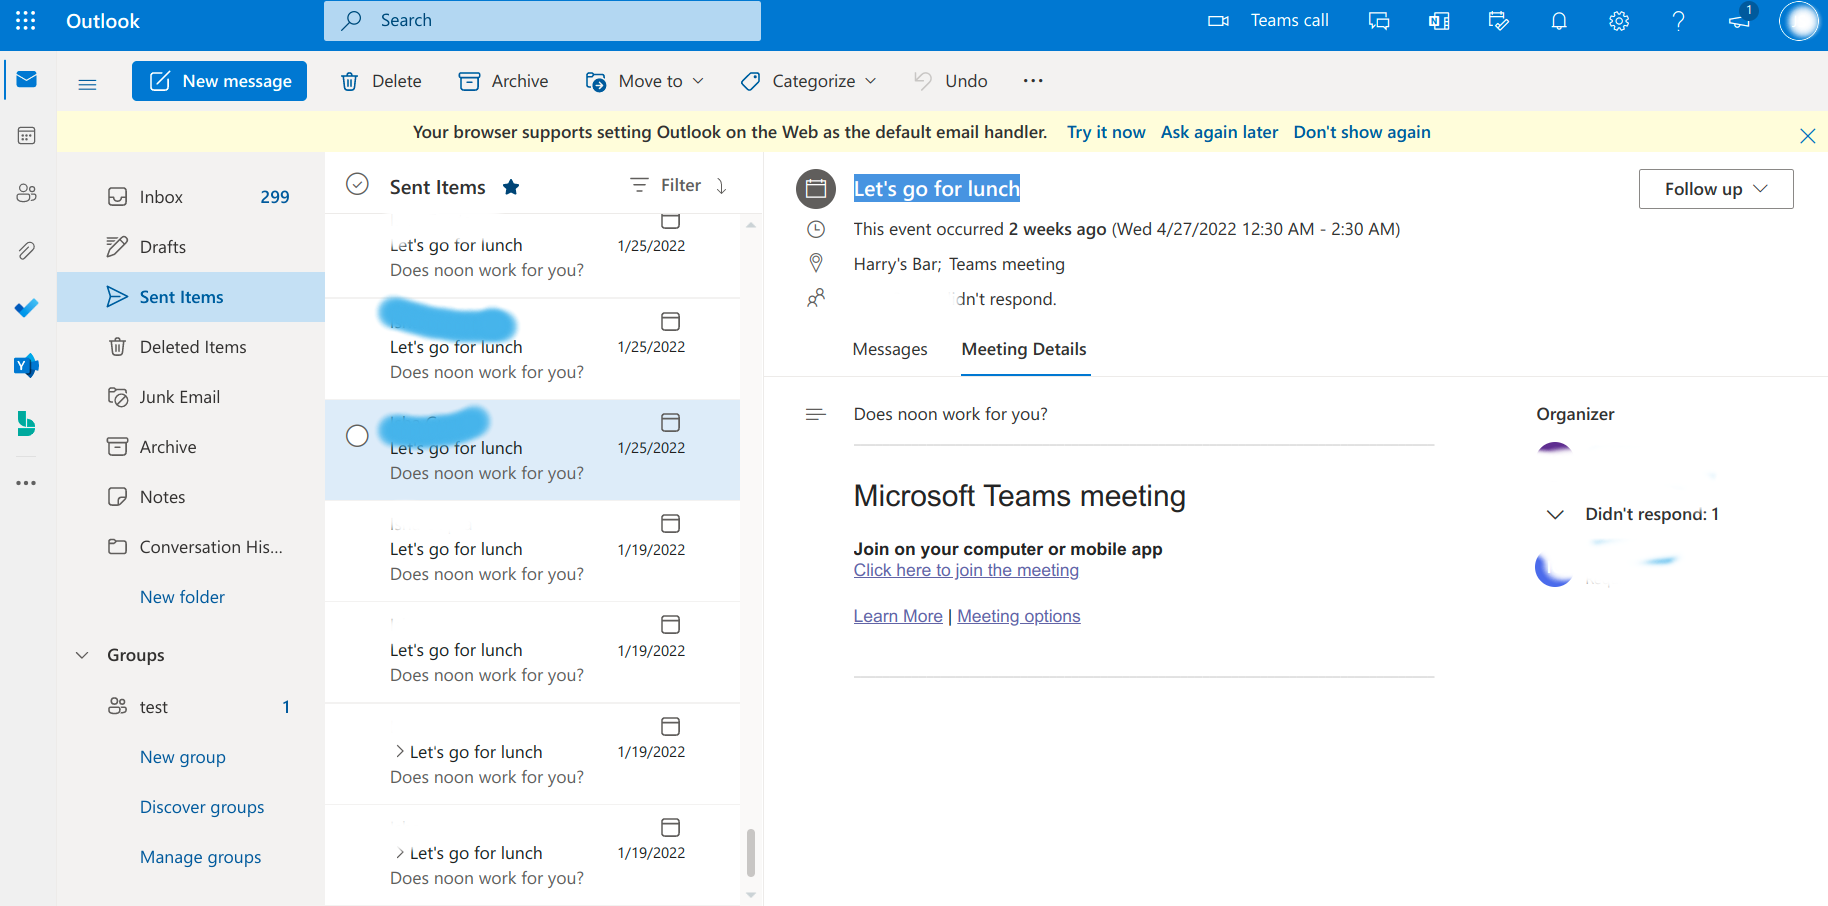 Outlook
Search
Teams call
1
New message
Delete
Archive
Move to
Categorize
Undo
Your browser supports setting Outlook on the Web as the default email handler. Try it now Ask again later Don't show again
Inbox 299
Drafts
Sent Items
Deleted Items
Junk Email
Archive
Notes
Conversation His...
New folder
Groups
test 1
New group
Discover groups
Manage groups
Sent Items
Filter
Let's go for lunch 1/25/2022
Does noon work for you?
Let's go for lunch 1/25/2022
Does noon work for you?
Let's go for lunch 1/25/2022
Does noon work for you?
Let's go for lunch 1/19/2022
Does noon work for you?
Let's go for lunch 1/19/2022
Does noon work for you?
Let's go for lunch 1/19/2022
Does noon work for you?
Let's go for lunch 1/19/2022
Does noon work for you?
Let's go for lunch
Follow up
This event occurred 2 weeks ago (Wed 4/27/2022 12:30 AM - 2:30 AM)
Harry's Bar; Teams meeting
dn't respond.
Messages
Meeting Details
Does noon work for you?
Microsoft Teams meeting
Join on your computer or mobile app
Click here to join the meeting
Learn More | Meeting options
Organizer
Didn't respond: 1